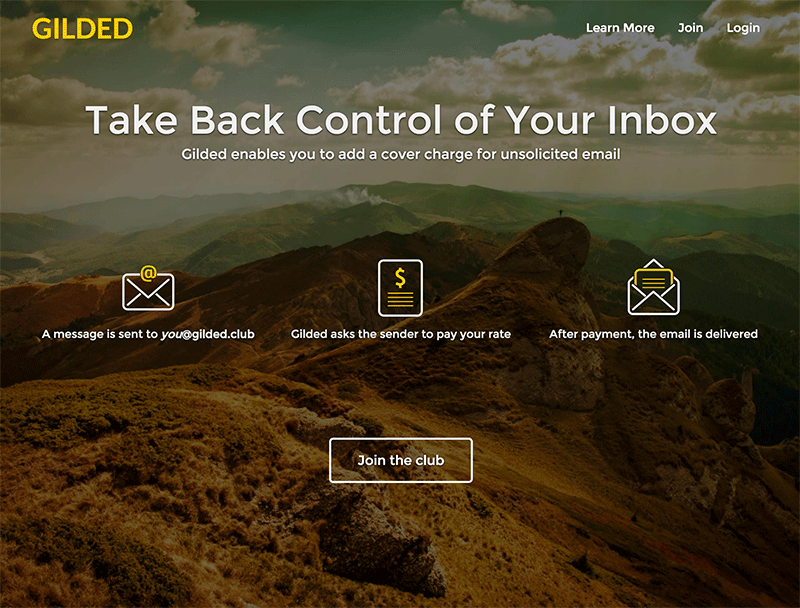 GILDED
Learn More Join Login
Take Back Control of Your Inbox
Gilded enables you to add a cover charge for unsolicited email
@
$
A message is sent to you@gilded.club
Gilded asks the sender to pay your rate
After payment, the email is delivered
Join the club